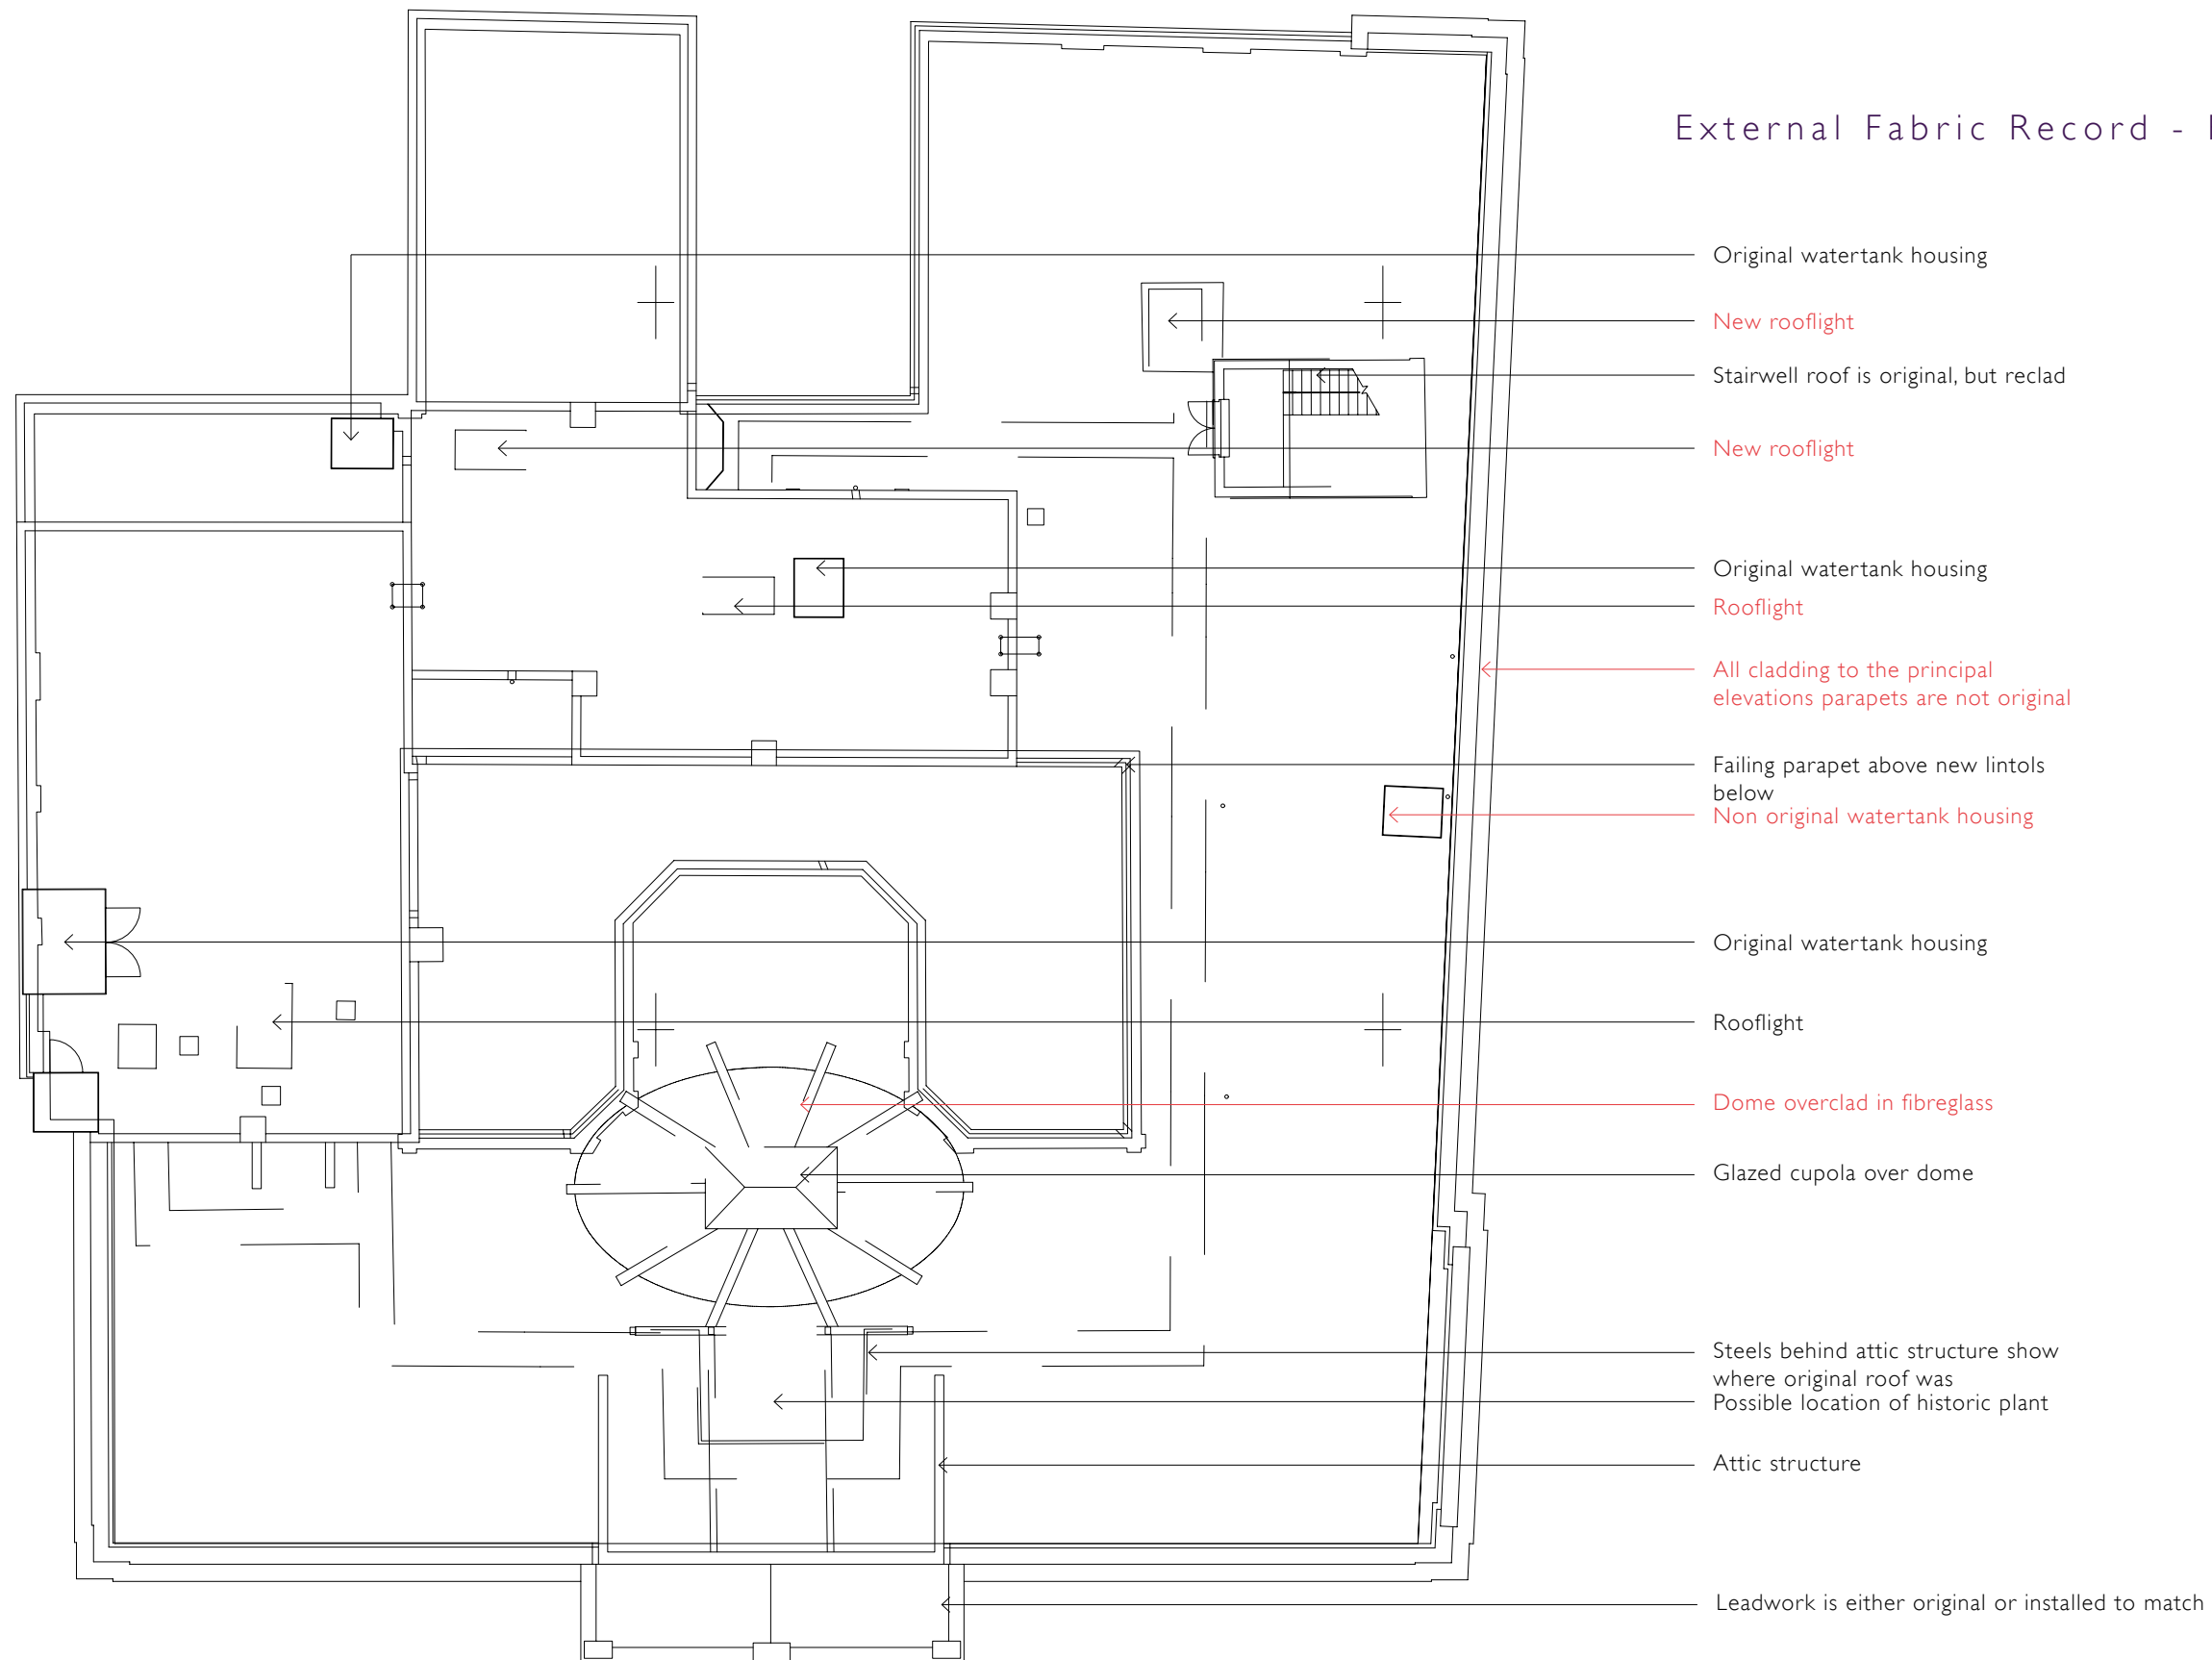 External Fabric Record -
Original watertank housing
New rooflight
Stairwell roof is original, but reclad
New rooflight
Original watertank housing
Rooflight
All cladding to the principal
elevations parapets are not original
Failing parapet above new lintols
below
Non original watertank housing
Original watertank housing
Rooflight
Dome overclad in fibreglass
Glazed cupola over dome
Steels behind attic structure show
where original roof was
Possible location of historic plant
Attic structure
Leadwork is either original or installed to match